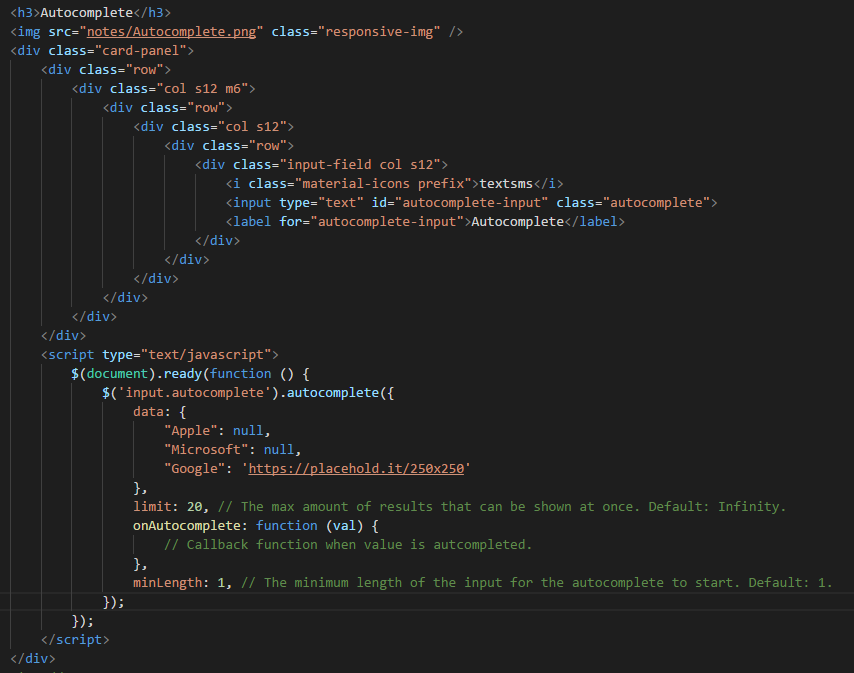 <h3>Autocomplete</h3>
<img src="notes/Autocomplete.png" class="responsive-img" />
<div class="card-panel">
    <div class="row">
        <div class="col s12 m6">
            <div class="row">
                <div class="col s12">
                    <div class="row">
                        <div class="input-field col s12">
                            <i class="material-icons prefix">textsms</i>
                            <input type="text" id="autocomplete-input" class="autocomplete">
                            <label for="autocomplete-input">Autocomplete</label>
                        </div>
                    </div>
                </div>
            </div>
        </div>
    </div>
    <script type="text/javascript">
        $(document).ready(function () {
            $('input.autocomplete').autocomplete({
                data: {
                    "Apple": null,
                    "Microsoft": null,
                    "Google": 'https://placehold.it/250x250'
                },
                limit: 20, // The max amount of results that can be shown at once. Default: Infinity.
                onAutocomplete: function (val) {
                    // Callback function when value is autcompleted.
                },
                minLength: 1, // The minimum length of the input for the autocomplete to start. Default: 1.
            });
        });
    </script>
</div>